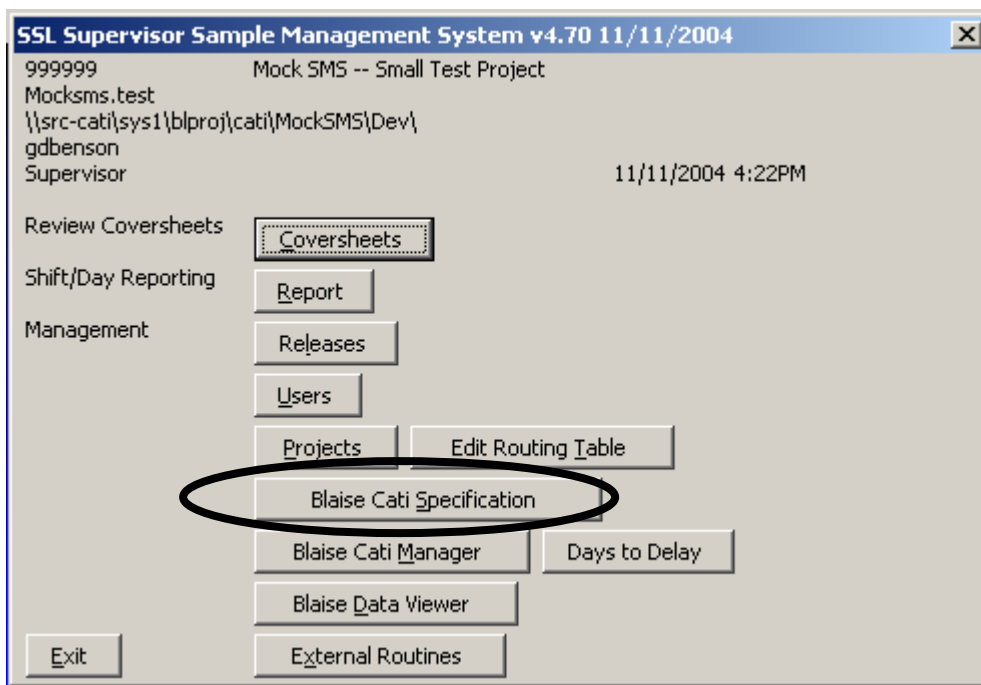 SSL Supervisor Sample Management System v4.70 11/11/2004
999999 Mock SMS -- Small Test Project
Mocksms.test
\\src-cati\sys1\blproj\cati\MockSMS\Dev\
gdbenson
Supervisor 11/11/2004 4:22PM
Review Coversheets Coversheets
Shift/Day Reporting Report
Management Releases
Users
Projects Edit Routing Table
Blaise Cati Specification
Blaise Cati Manager Days to Delay
Blaise Data Viewer
Exit External Routines